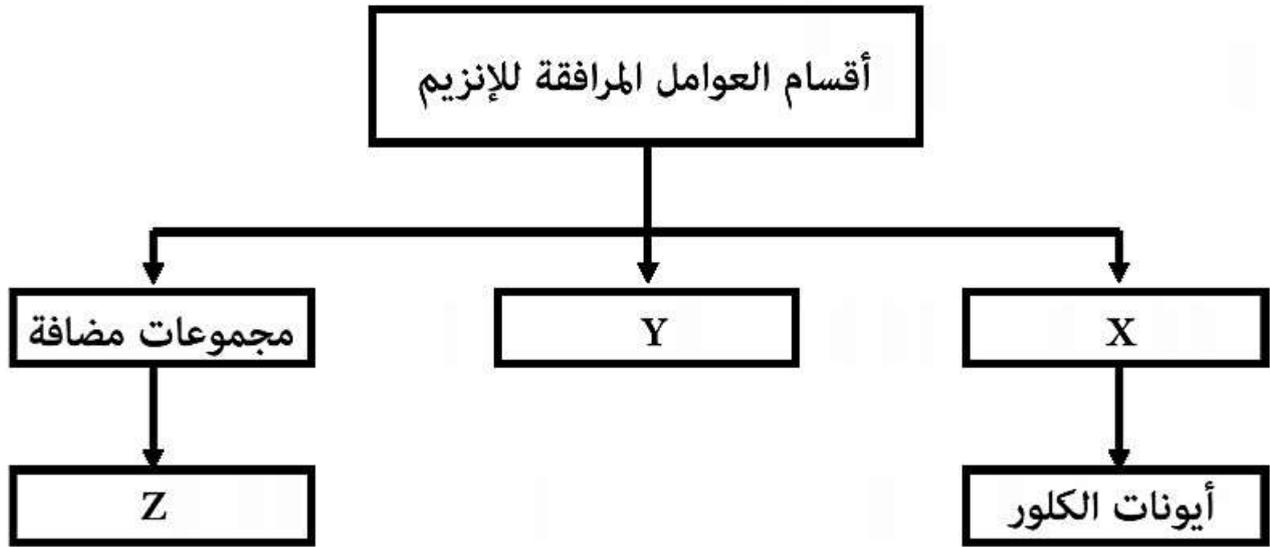 أقسام العوامل المرافقة للإنزيم
X
Y
مجموعات مضافة
أيونات الكلور
Z